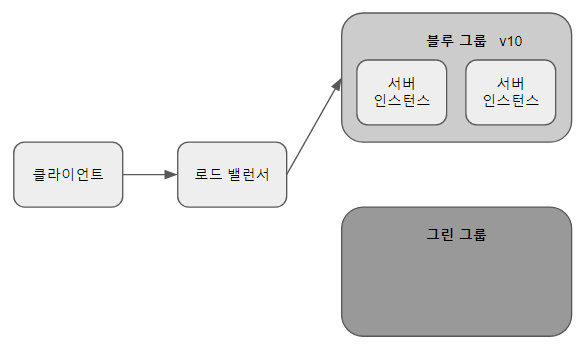 블루 그룹 v10
서버
인스턴스
서버
인스턴스
클라이언트
로드 밸런서
그린 그룹